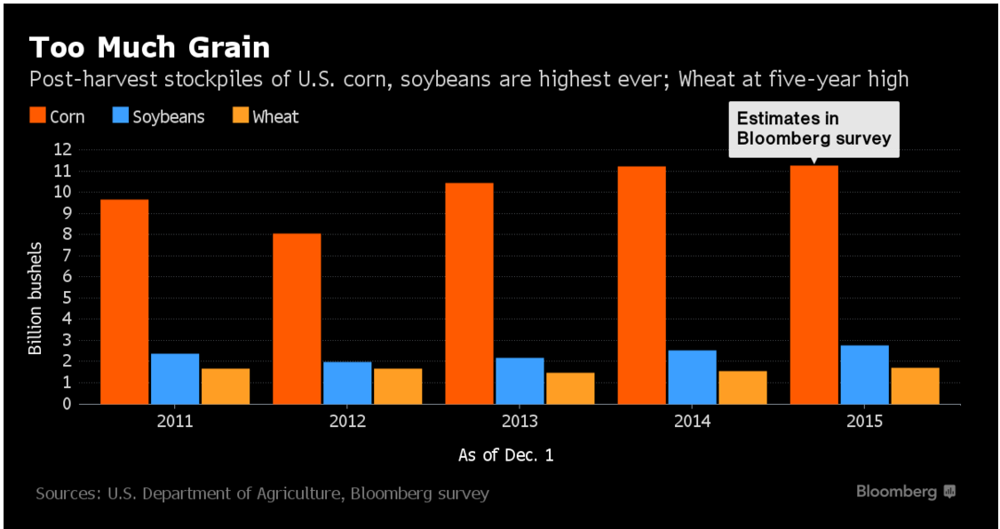 Too Much Grain
Post-harvest stockpiles of U.S. corn, soybeans are highest ever; Wheat at five-year high
Corn Soybeans Wheat
Estimates in
Bloomberg survey
12
11
10
9
8
7
6
5
4
3
2
1
0
Billion bushels
2011 2012 2013 2014 2015
As of Dec. 1
Sources: U.S. Department of Agriculture, Bloomberg survey
Bloomberg